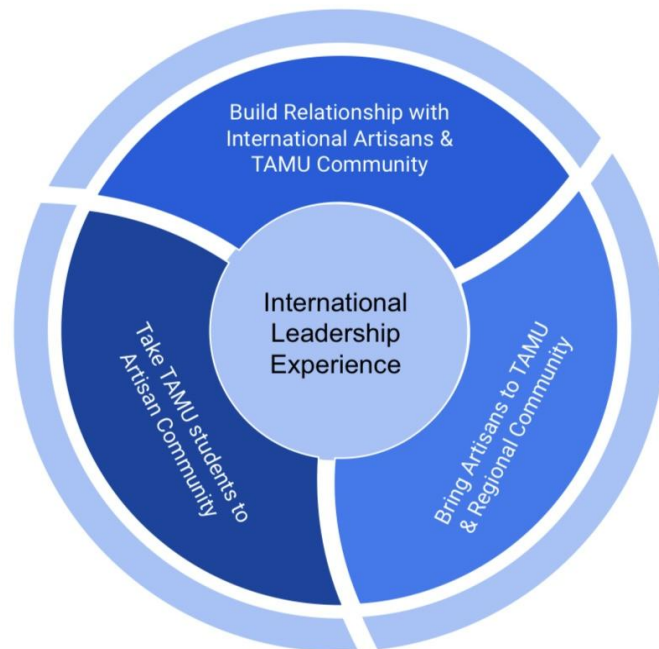 Build Relationship with
International Artisans &
TAMU Community
International
Leadership
Experience
Take TAMU students to
Artisan Community
Bring Artisans to TAMU
& Regional Community